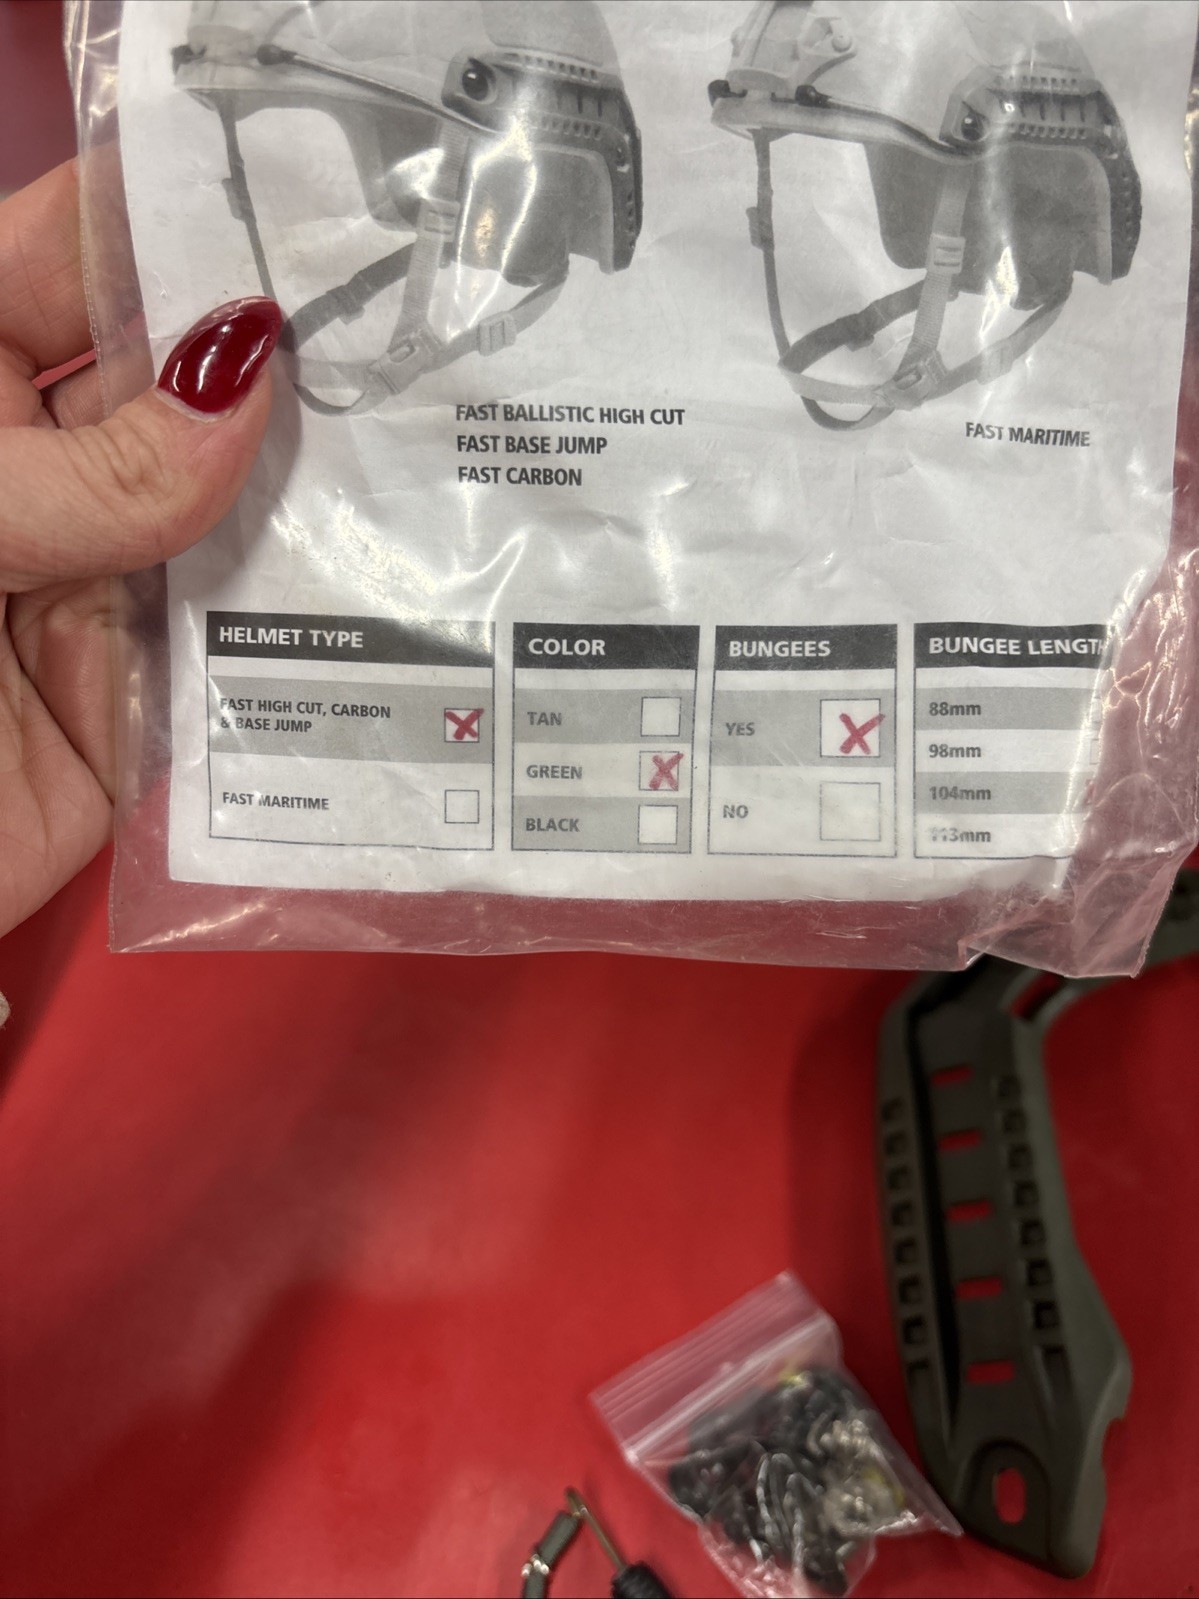 FAST BALLISTIC HIGH CUT
FAST BASE JUMP
FAST CARBON
FAST MARITIME
HELMET TYPE
FAST HIGH CUT, CARBON
& BASE JUMP
FAST MARITIME
COLOR
TAN
GREEN
BLACK
BUNGEES
YES
NO
BUNGEE LENGTH
88mm
98mm
104mm
113mm